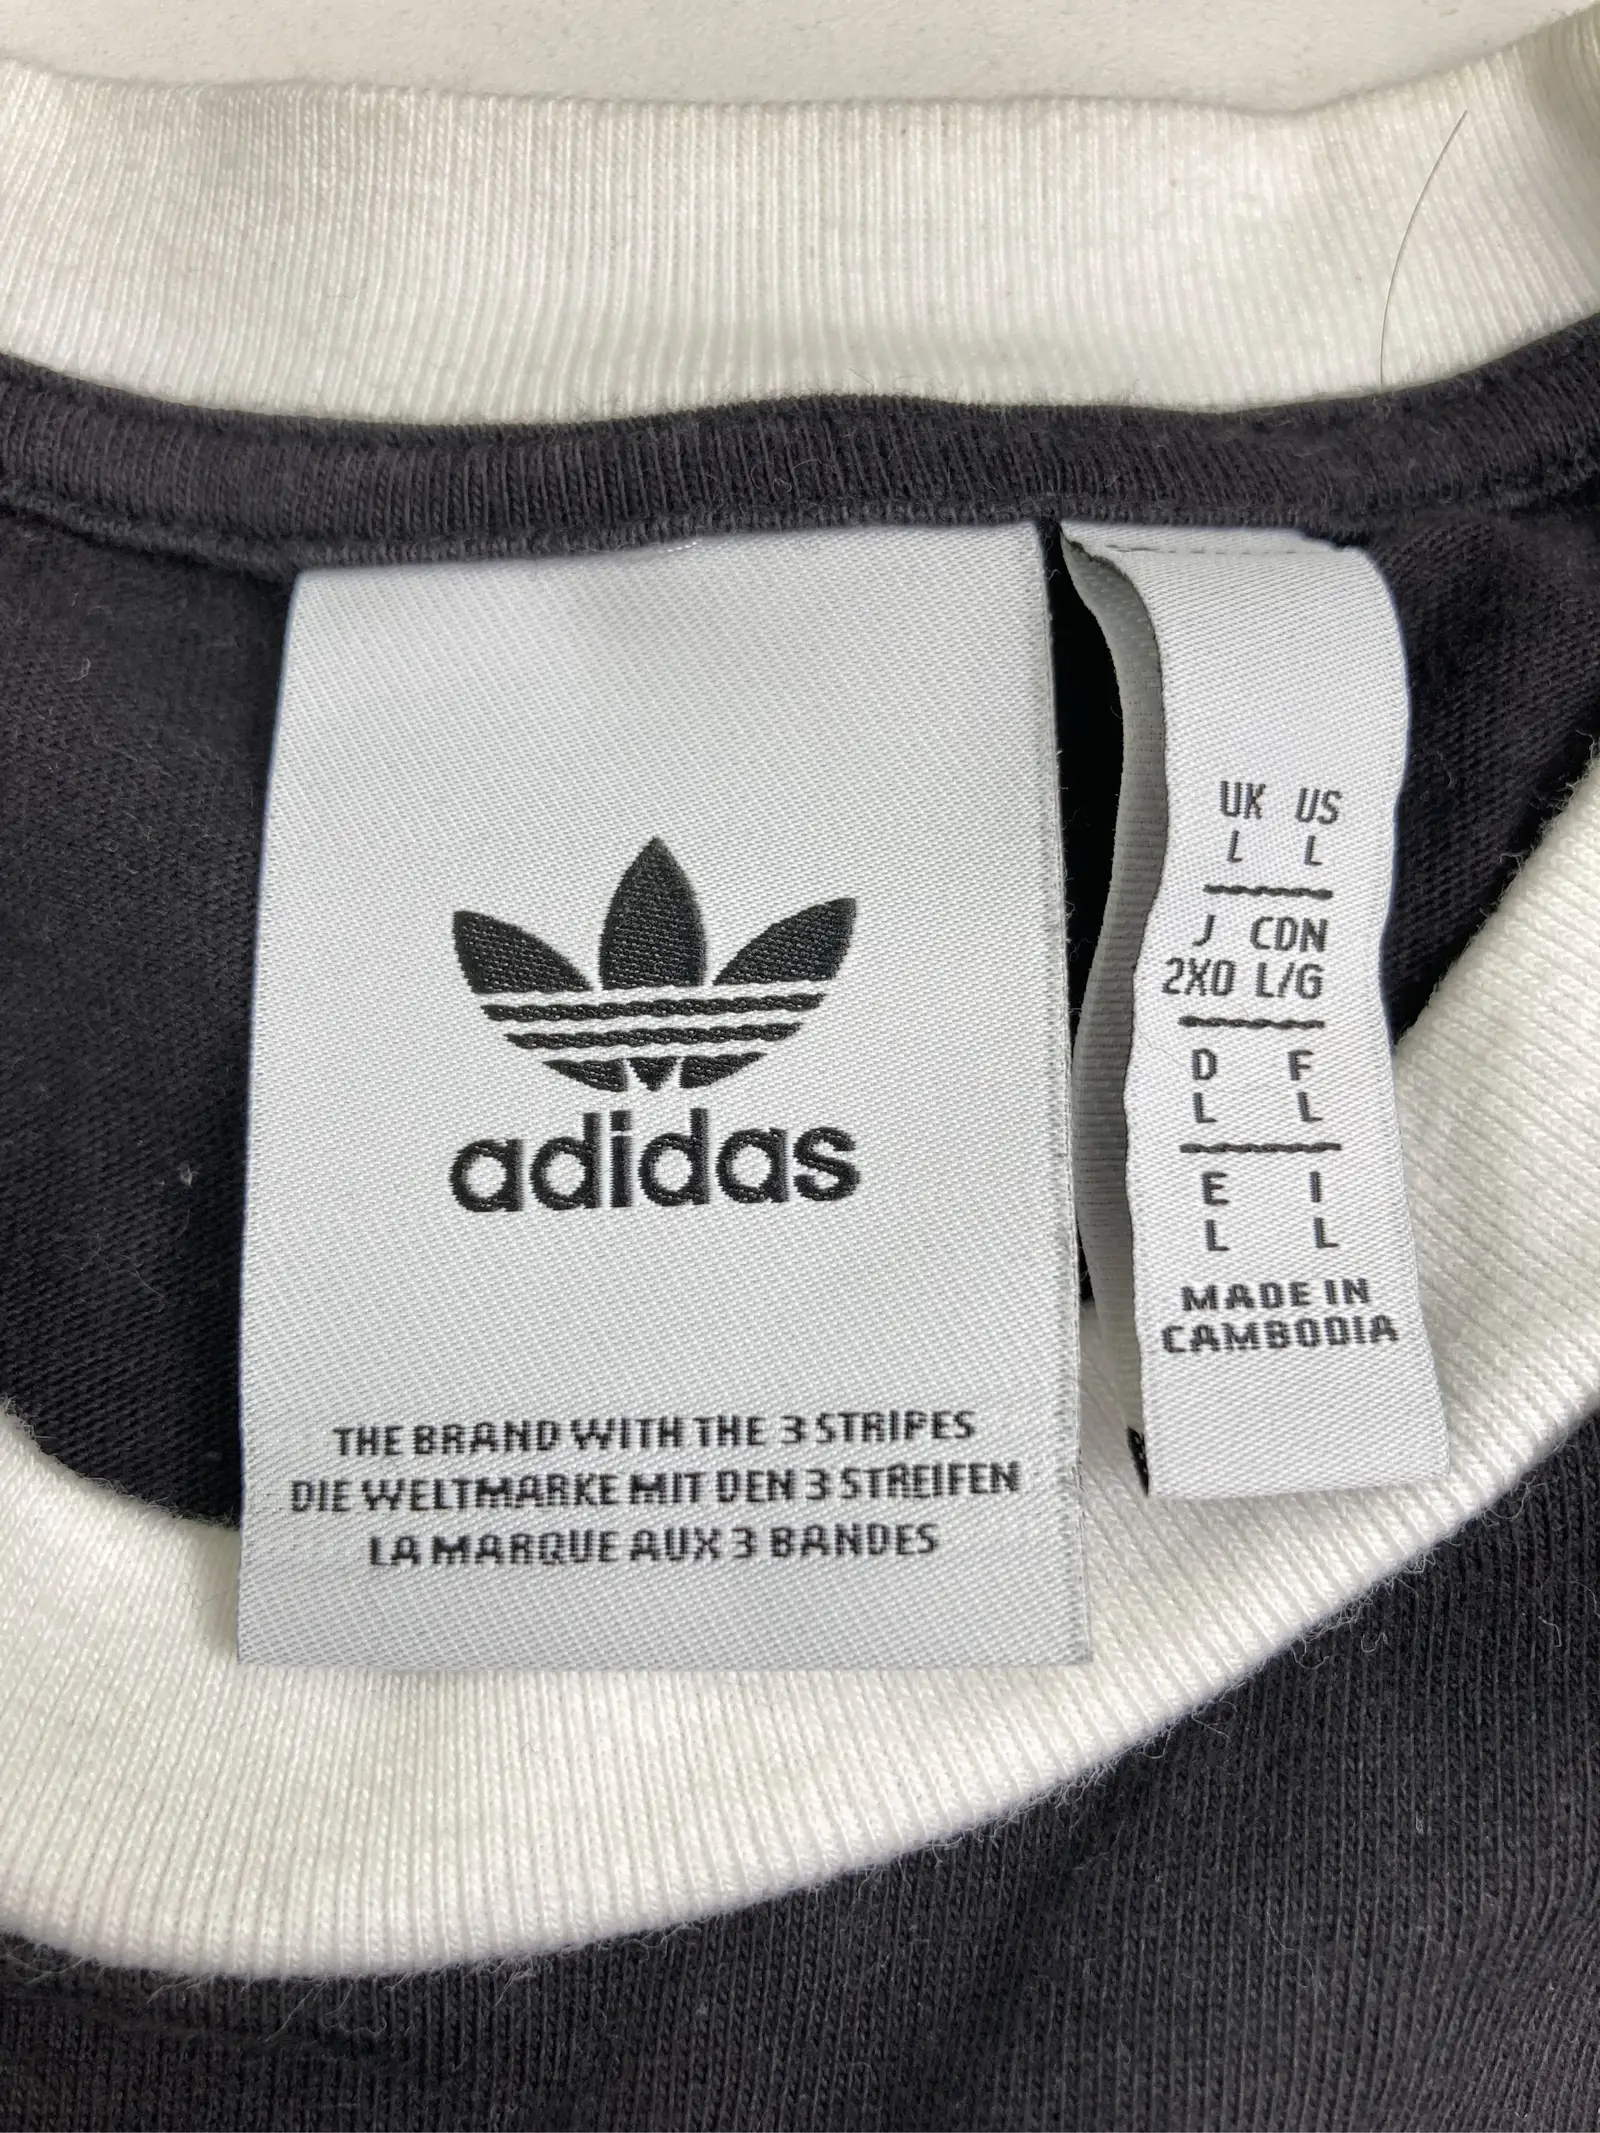 adidas
THE BRAND WITH THE 3 STRIPES
DIE WELTMARKE MIT DEN 3 STREIFEN
LA MARQUE AUX 3 BANDES
UK US
L L
J CDN
2XO L/G
D F
L L
E I
L L
MADE IN
CAMBODIA